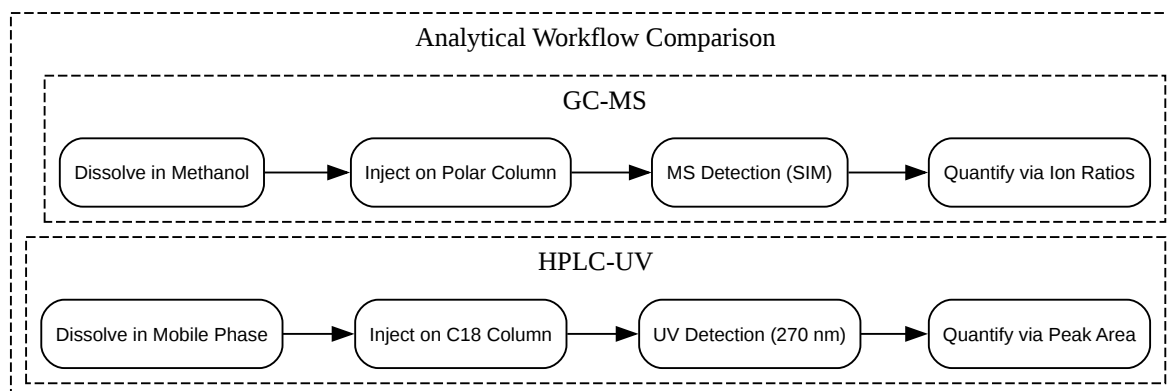 Analytical Workflow Comparison
GC-MS
Dissolve in Methanol
Inject on Polar Column
MS Detection (SIM)
Quantify via Ion Ratios
HPLC-UV
Dissolve in Mobile Phase
Inject on C18 Column
UV Detection (270 nm)
Quantify via Peak Area